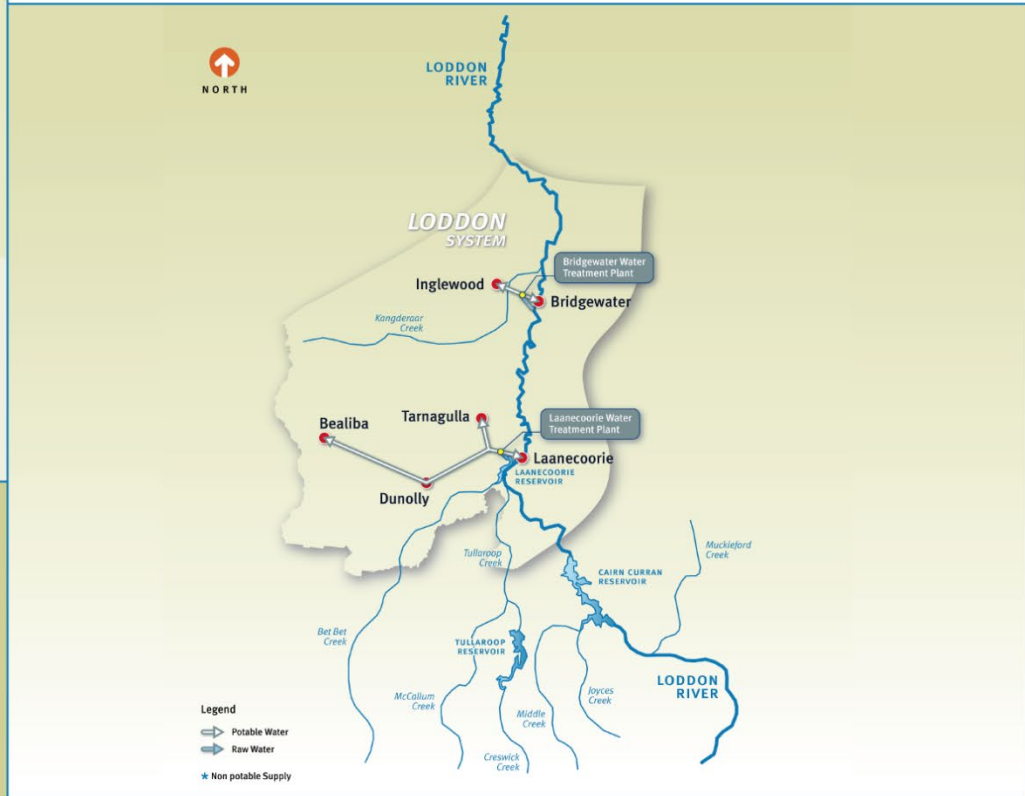 NORTH
LODDON
RIVER
LODDON
SYSTEM
Bridgewater Water
Treatment Plant
Inglewood
Bridgewater
Kangderaar
Creek
Tarnagulla
Laanecoorie Water
Treatment Plant
Bealiba
Laanecoorie
LAANECOORIE
RESERVOIR
Dunolly
Tullaroop
Creek
Muckleford
Creek
CAIRN CURRAN
RESERVOIR
Bet Bet
Creek
TULLAROOP
RESERVOIR
LODDON
RIVER
McCallum
Creek
Joyces
Creek
Middle
Creek
Creswick
Creek
Legend
Potable Water
Raw Water
* Non potable Supply